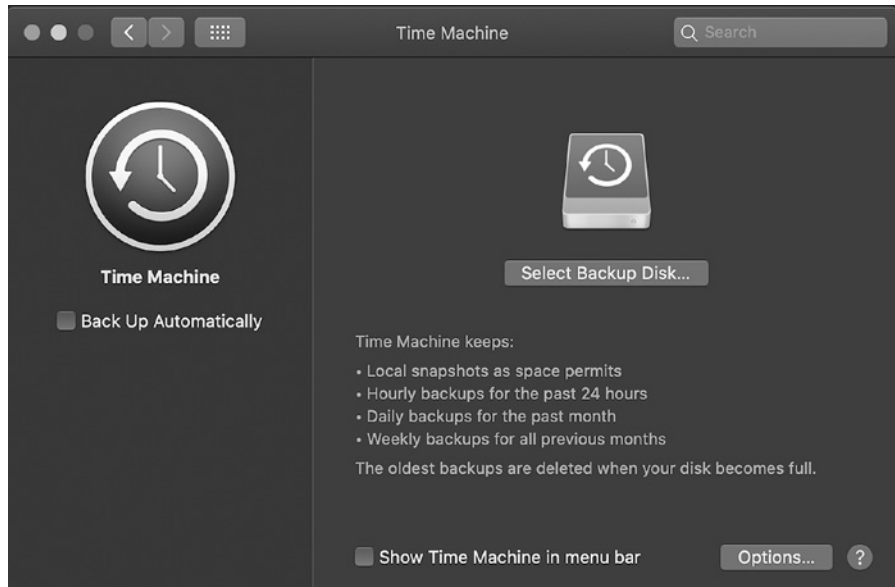 Time Machine
Search
Time Machine
Back Up Automatically
Select Backup Disk...
Time Machine keeps:
• Local snapshots as space permits
• Hourly backups for the past 24 hours
• Daily backups for the past month
• Weekly backups for all previous months
The oldest backups are deleted when your disk becomes full.
Show Time Machine in menu bar
Options...
?